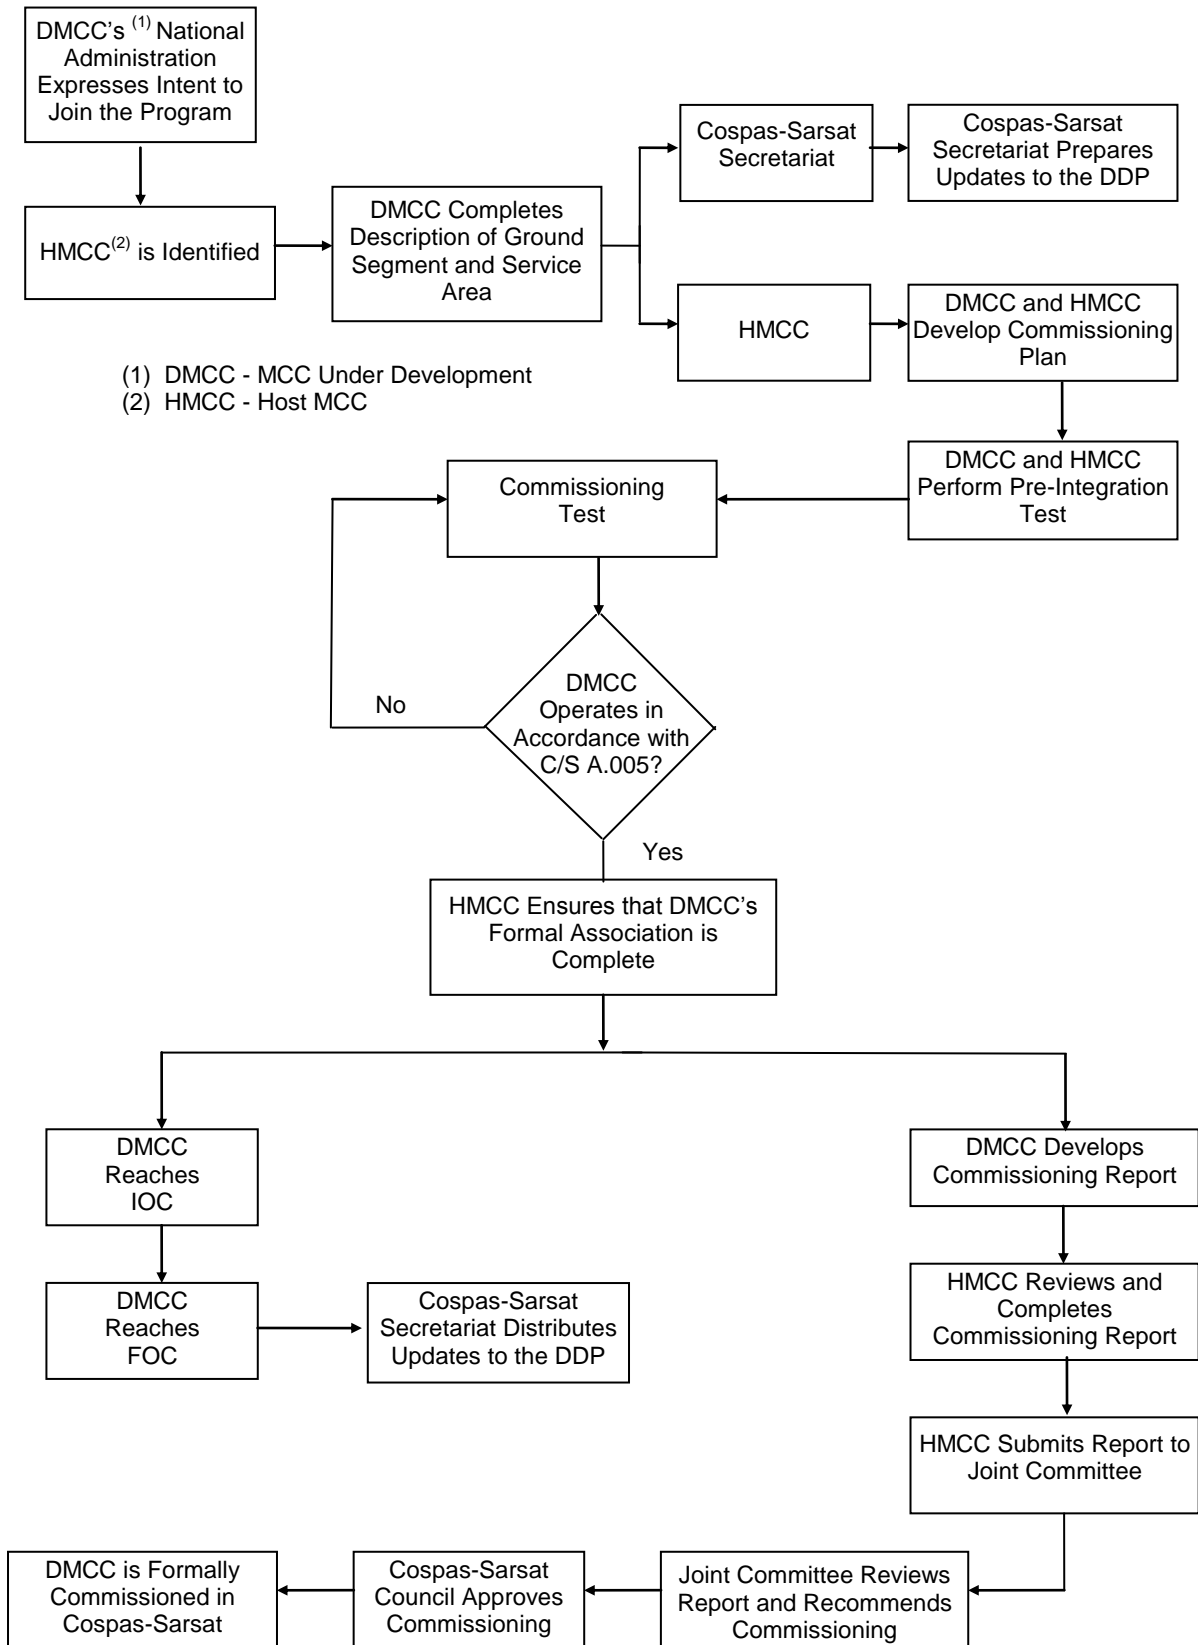 DMCC's (1) National
Administration
Expresses Intent to
Join the Program
Cospas-Sarsat
Secretariat
Cospas-Sarsat
Secretariat Prepares
Updates to the DDP
HMCC(2) is Identified
DMCC Completes
Description of Ground
Segment and Service
Area
HMCC
DMCC and HMCC
Develop Commissioning
Plan
(1) DMCC - MCC Under Development
(2) HMCC - Host MCC
DMCC and HMCC
Perform Pre-Integration
Test
Commissioning
Test
DMCC
Operates in
Accordance with
C/S A.005?
No
Yes
HMCC Ensures that DMCC's
Formal Association is
Complete
DMCC
Reaches
IOC
DMCC Develops
Commissioning Report
DMCC
Reaches
FOC
Cospas-Sarsat
Secretariat Distributes
Updates to the DDP
HMCC Reviews and
Completes
Commissioning Report
HMCC Submits Report to
Joint Committee
DMCC is Formally
Commissioned in
Cospas-Sarsat
Cospas-Sarsat
Council Approves
Commissioning
Joint Committee Reviews
Report and Recommends
Commissioning